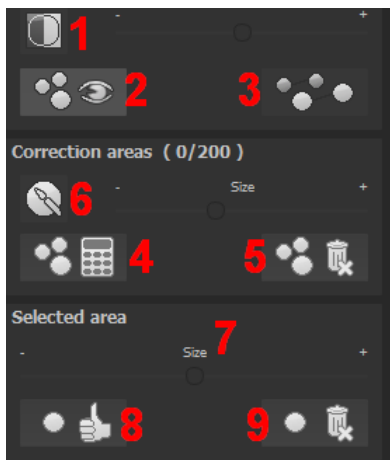 - +
1
2 3
Correction areas ( 0/200 )
6 - Size +
4 5
Selected area
7
- Size +
8 9